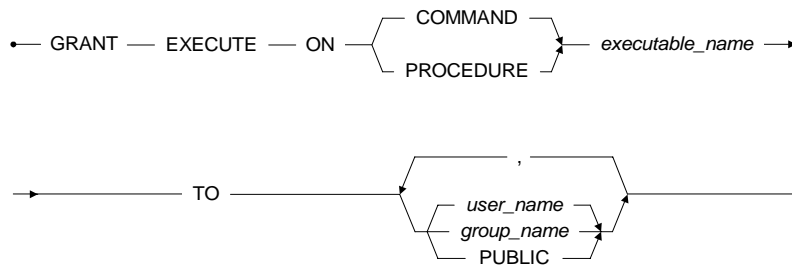 COMMAND
GRANT EXECUTE ON executable_name
PROCEDURE
,
TO user_name
group_name
PUBLIC